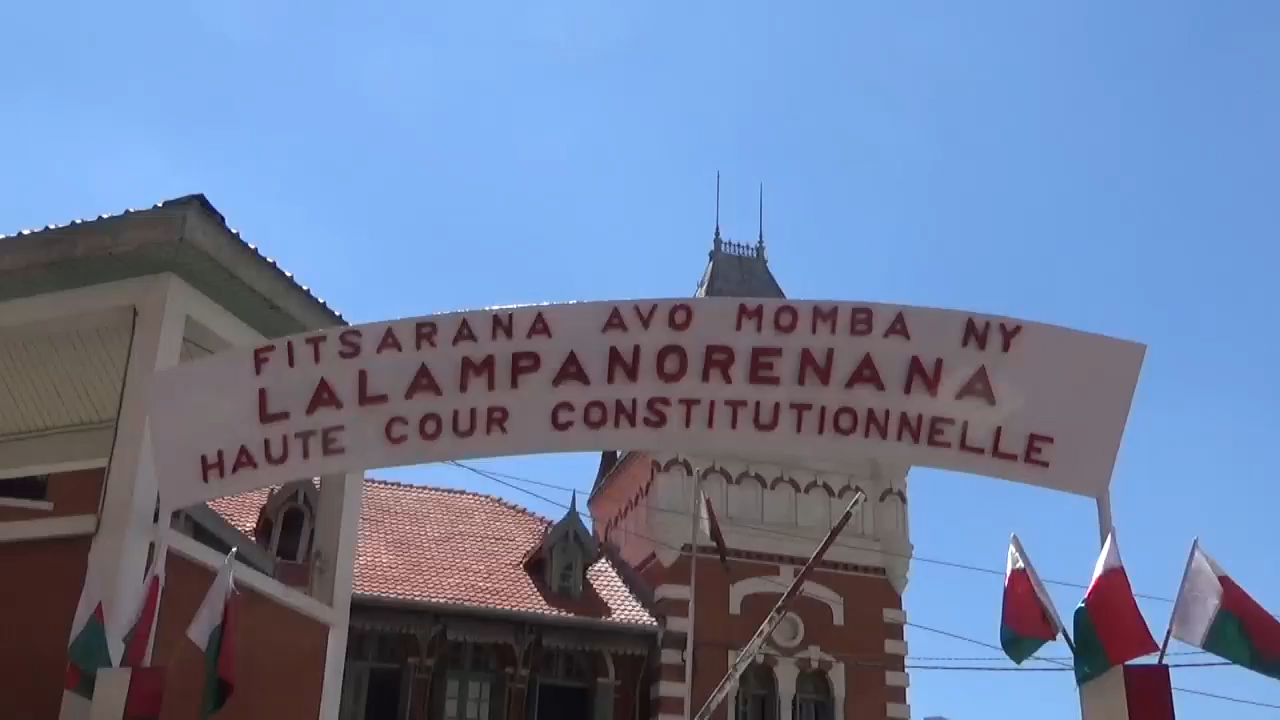 FITSARANA AVO MOMBA NY
LALAMPANORENANA
HAUTE COUR CONSTITUTIONNELLE